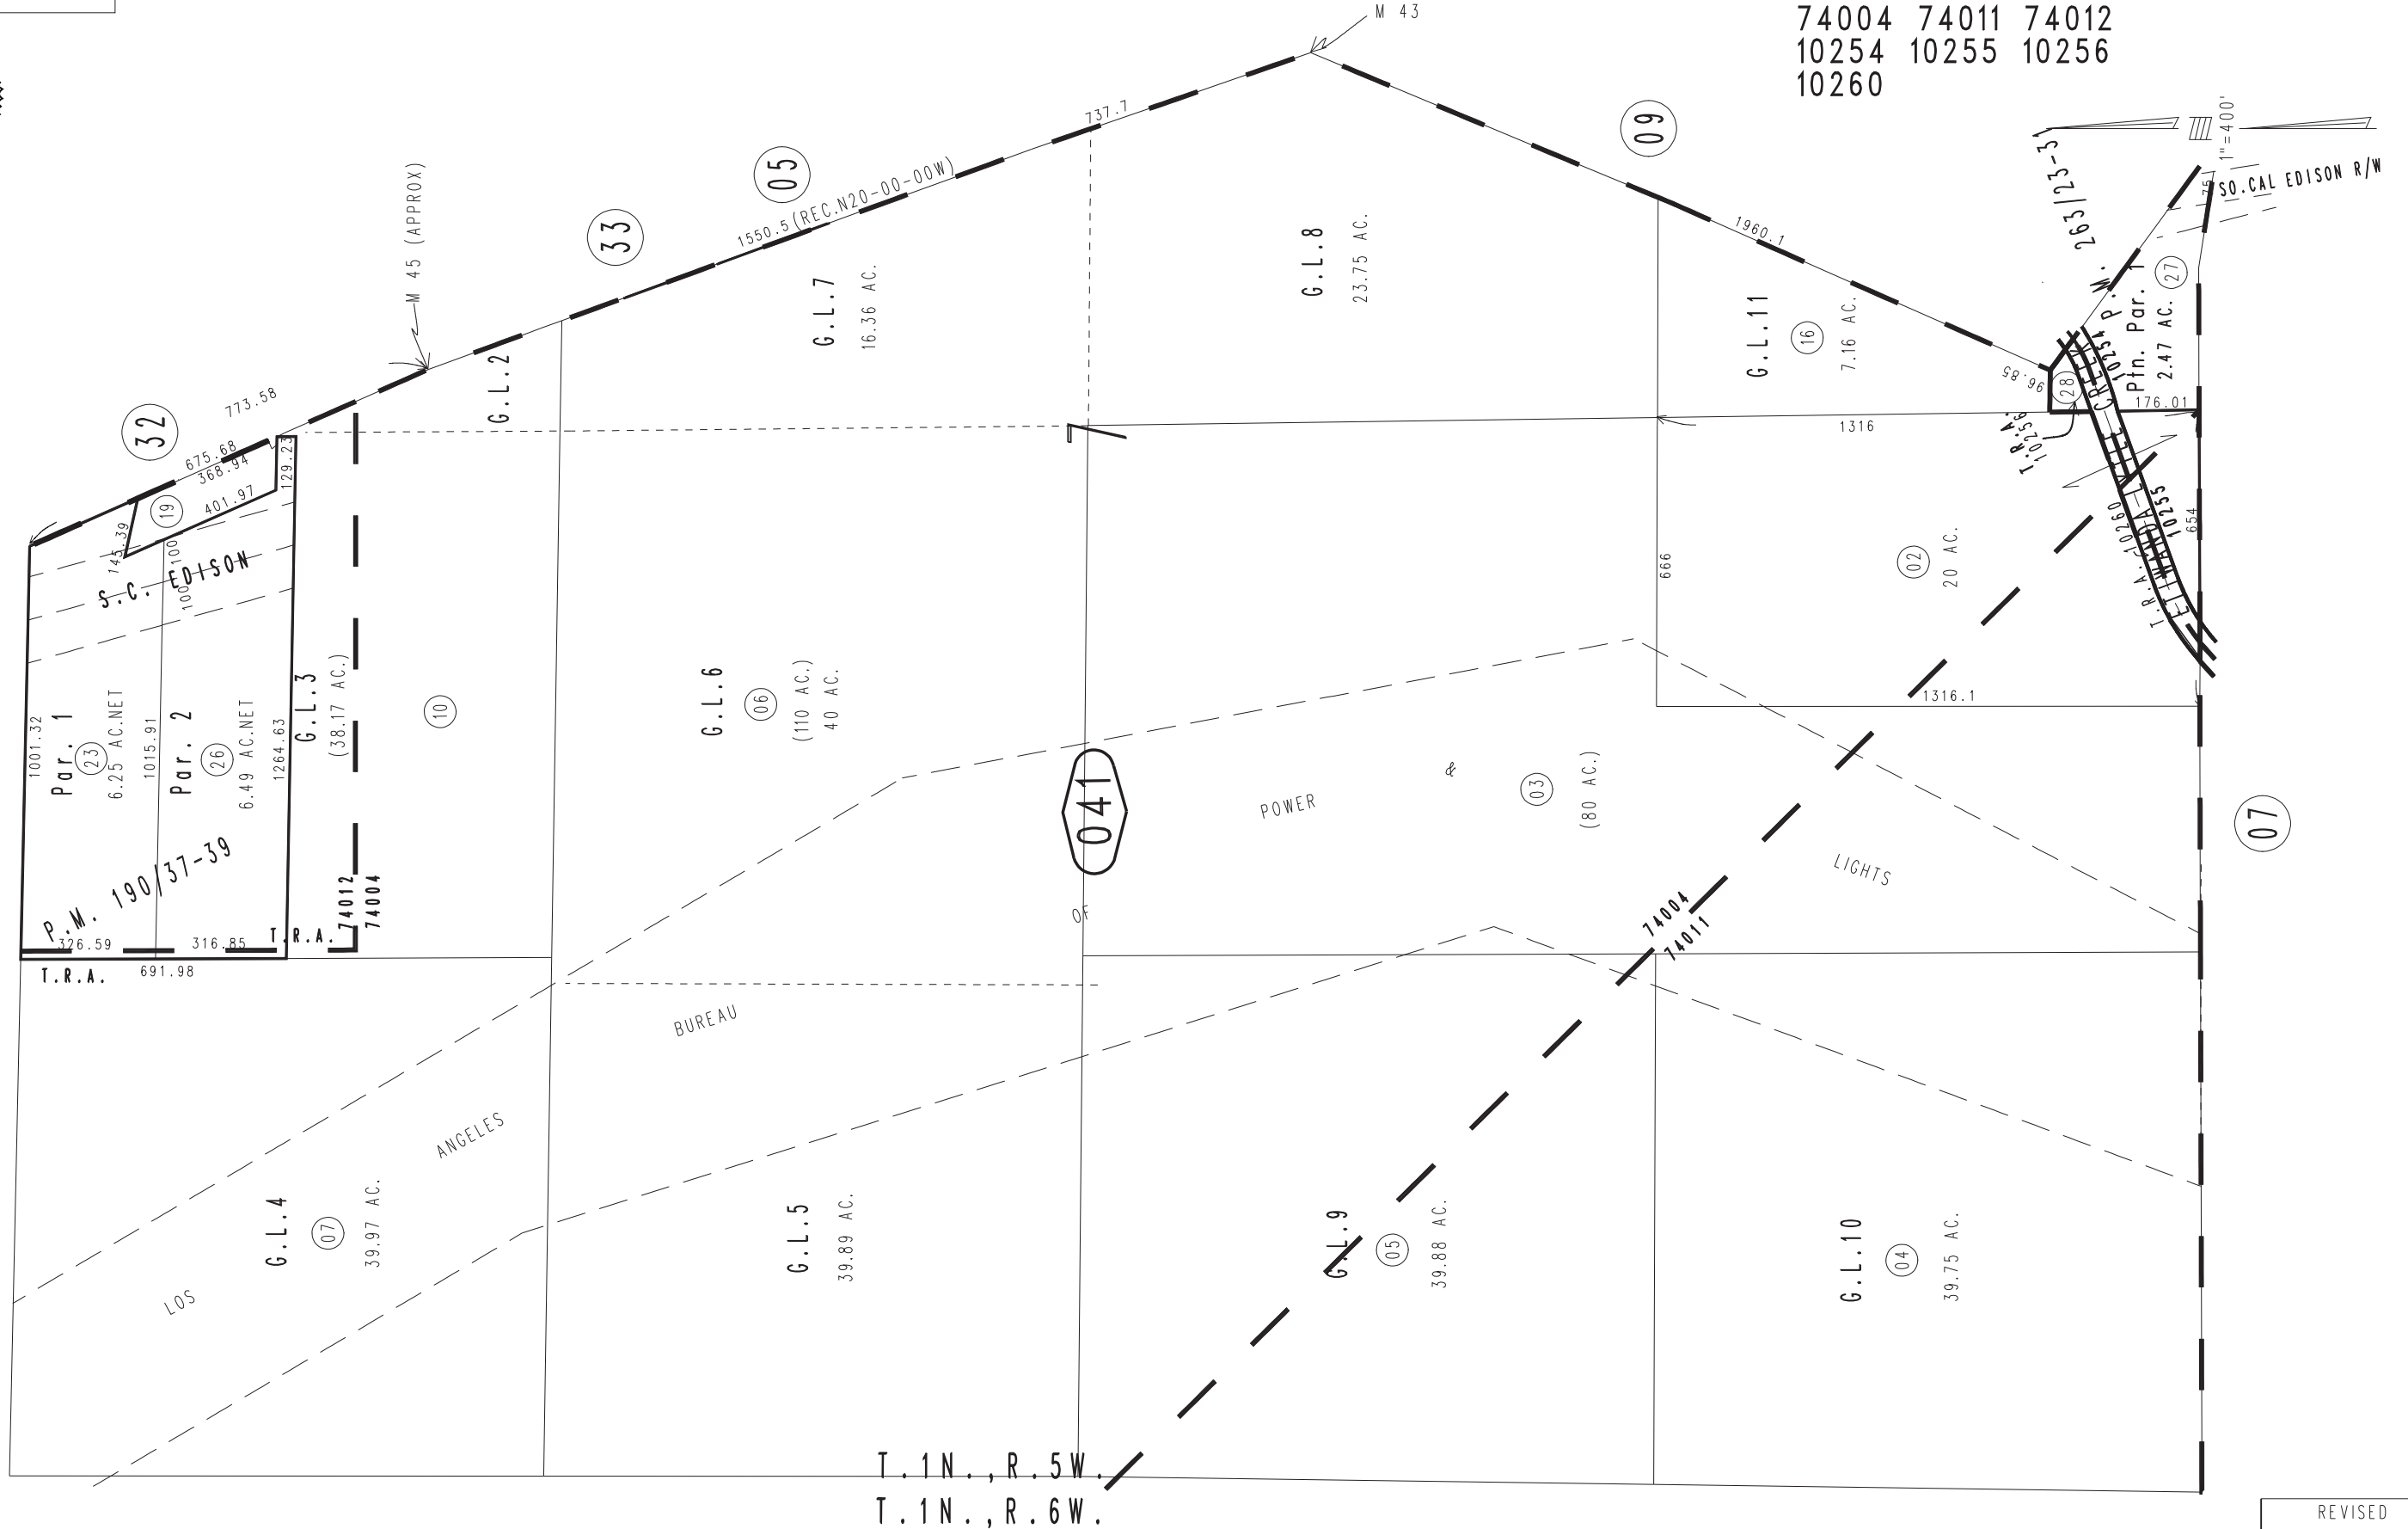 M 43
74004 74011 74012
10254 10255 10256
10260
1"=400'
SO.CAL EDISON R/W
75
263/23-3
P.M.
Ptn. Par. 1
2.47 AC.
27
176.01
28
96.85
10254
T.R.A.
10256
ETIWANDA LYTLE CREEK
10255
T.R.A. 10260
654
09
1960.1
737.7
05
1550.5 (REC.N20-00-00W)
33
M 45 (APPROX)
773.58
32
675.68
368.94
401.97
129.23
145.39
19
100
100
S.C. EDISON
G.L.2
G.L.7
16.36 AC.
G.L.8
23.75 AC.
G.L.11
16
7.16 AC.
1316
666
02
20 AC.
1316.1
1001.32
Par. 1
23
6.25 AC.NET
1015.91
Par. 2
26
6.49 AC.NET
1264.63
G.L.3
(38.17 AC.)
10
P.M. 190/37-39
326.59
316.85
T.R.A.
74012
74004
T.R.A.
691.98
G.L.6
06
(110 AC.)
40 AC.
041
03
(80 AC.)
07
LOS
ANGELES
BUREAU
OF
POWER
&
LIGHTS
74004
74011
G.L.4
07
39.97 AC.
G.L.5
39.89 AC.
G.L.9
05
39.88 AC.
G.L.10
04
39.75 AC.
T.1N.,R.5W.
T.1N.,R.6W.
REVISED